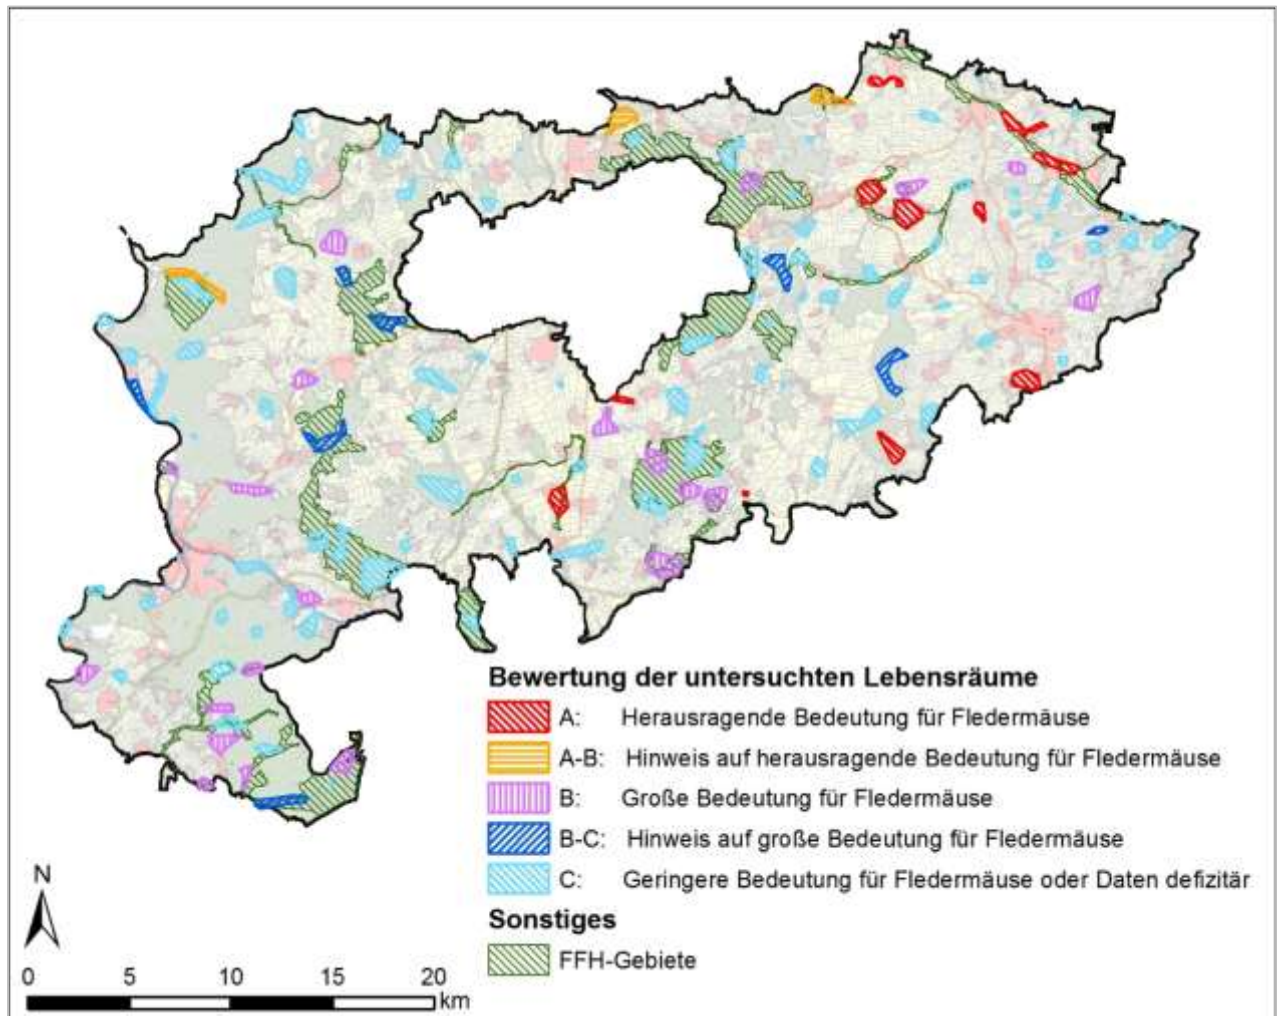 Bewertung der untersuchten Lebensräume
A: Herausragende Bedeutung für Fledermäuse
A-B: Hinweis auf herausragende Bedeutung für Fledermäuse
B: Große Bedeutung für Fledermäuse
B-C: Hinweis auf große Bedeutung für Fledermäuse
C: Geringere Bedeutung für Fledermäuse oder Daten defizitär
Sonstiges
FFH-Gebiete
N
0 5 10 15 20
km